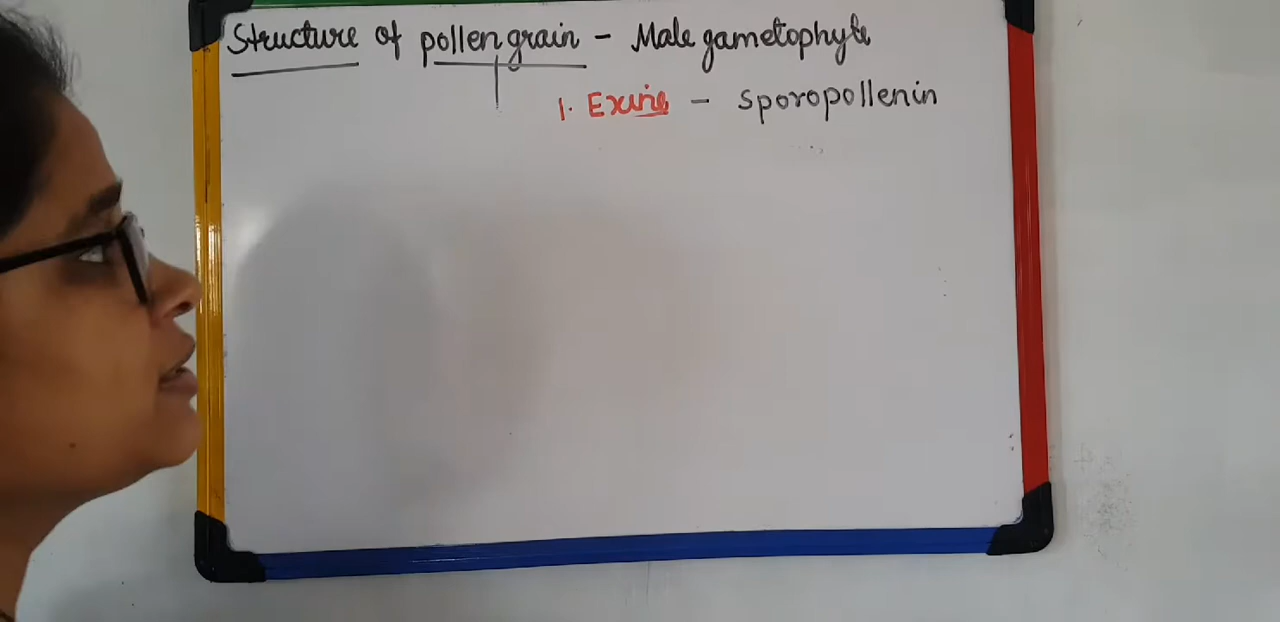 Structure of pollen grain - Male gametophyte
1. Exine - Sporopollenin